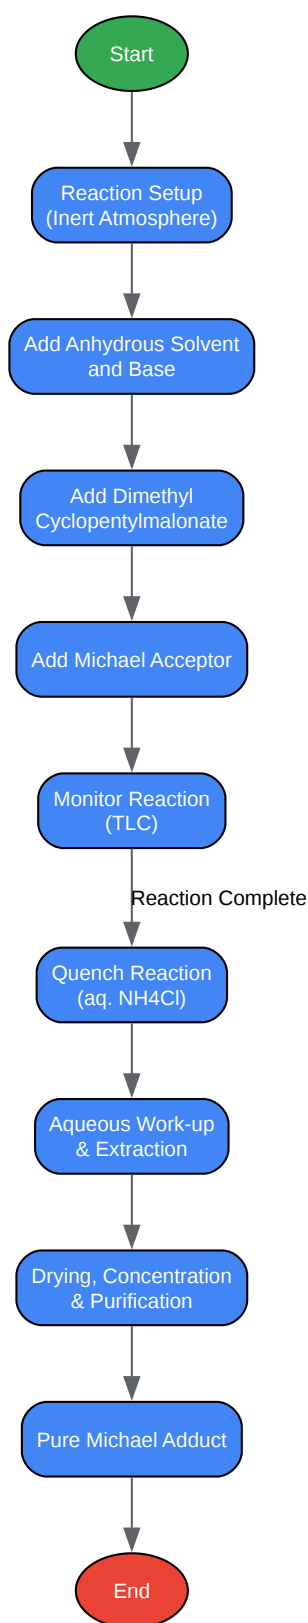 Start
Reaction Setup
(Inert Atmosphere)
Add Anhydrous Solvent
and Base
Add Dimethyl
Cyclopentylmalonate
Add Michael Acceptor
Monitor Reaction
(TLC)
Reaction Complete
Quench Reaction
(aq. NH4Cl)
Aqueous Work-up
& Extraction
Drying, Concentration
& Purification
Pure Michael Adduct
End